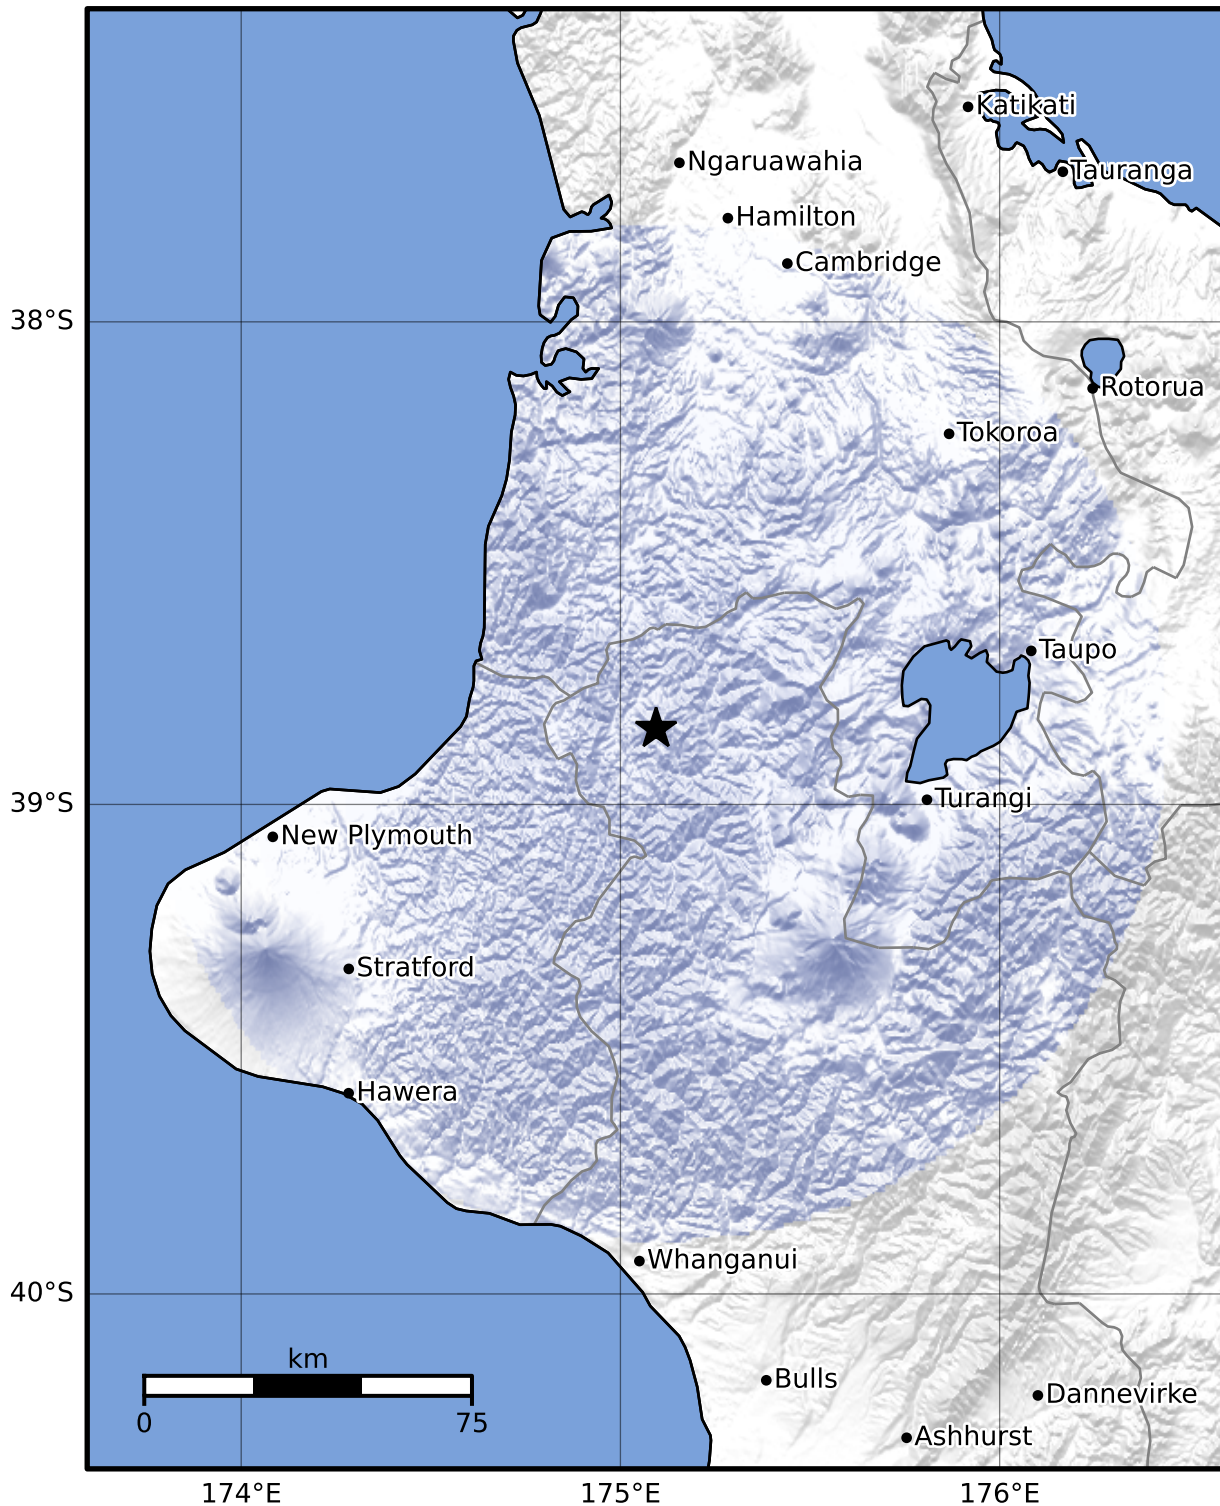 Katikati
Ngaruawahia
Tauranga
Hamilton
Cambridge
38°S
Rotorua
Tokoroa
Taupo
39°S
Turangi
New Plymouth
Stratford
Hawera
Whanganui
40°S
km
Bulls
Dannevirke
0
75
Ashhurst
174°E
175°E
176°E